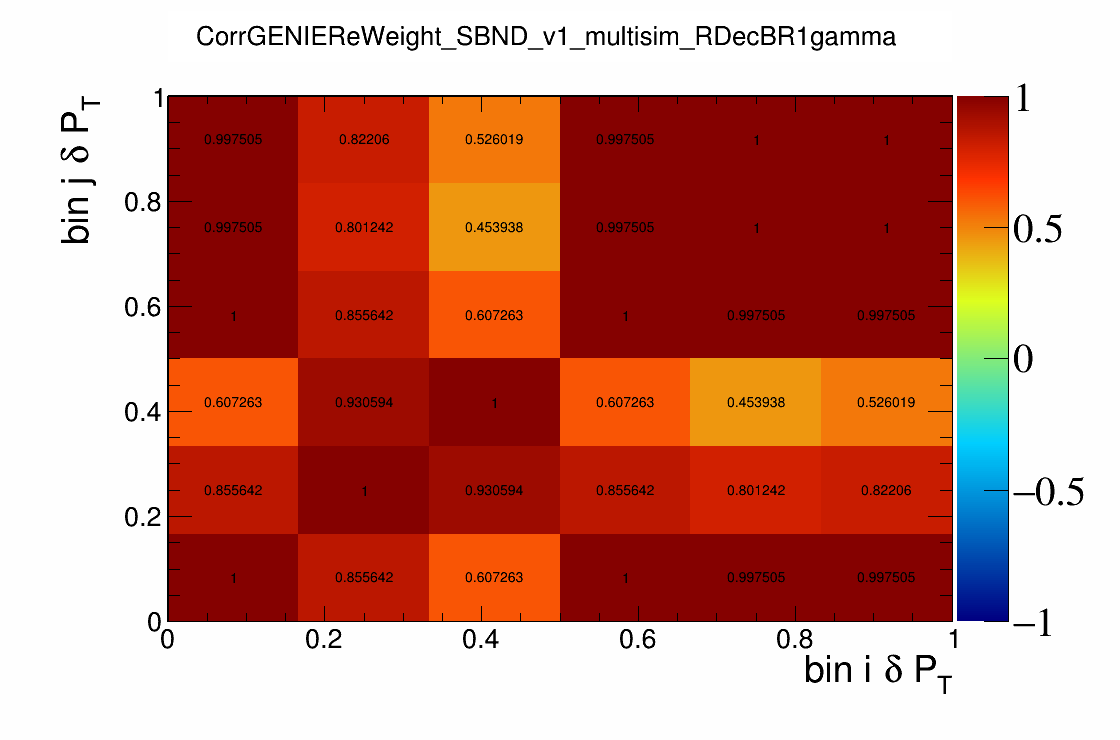 CorrGENIEReWeight_SBND_v1_multisim_RDecBR1gamma
bin j δ P_T
1
0.8
0.6
0.4
0.2
0
0.997505 0.82206 0.526019 0.997505 1 1
0.997505 0.801242 0.453938 0.997505 1 1
1 0.855642 0.607263 1 0.997505 0.997505
0.607263 0.930594 1 0.607263 0.453938 0.526019
0.855642 1 0.930594 0.855642 0.801242 0.82206
1 0.855642 0.607263 1 0.997505 0.997505
0 0.2 0.4 0.6 0.8 1
bin i δ P_T
1
0.5
0
−0.5
−1